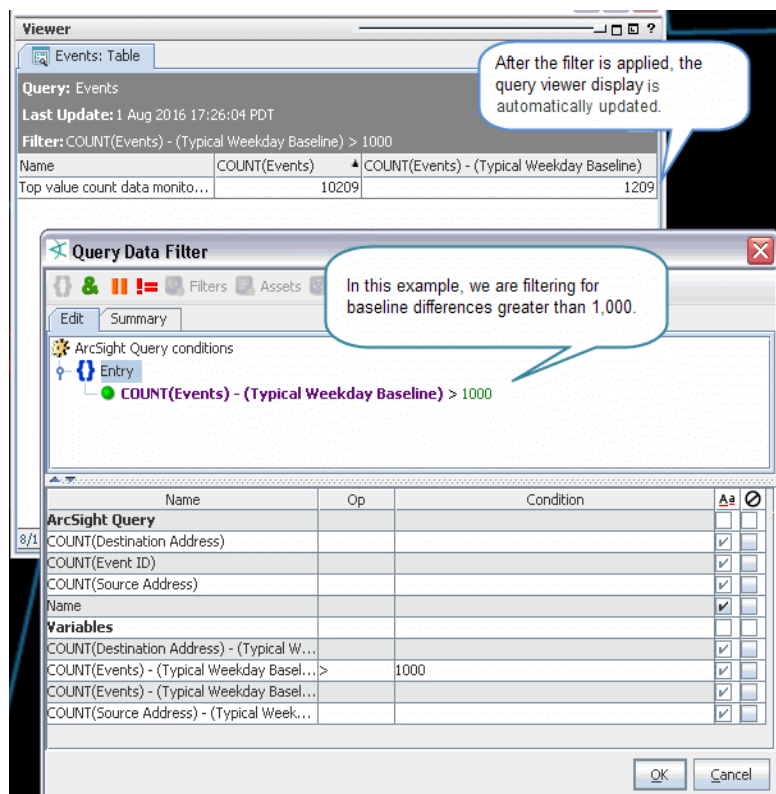 Viewer
?
Events: Table
After the filter is applied, the
query viewer display is
automatically updated.
Query: Events
Last Update: 1 Aug 2016 17:26:04 PDT
Filter: COUNT(Events) - (Typical Weekday Baseline) > 1000
Name COUNT(Events) COUNT(Events) - (Typical Weekday Baseline)
Top value count data monito... 10209 1209
Query Data Filter
& != Filters Assets
In this example, we are filtering for
baseline differences greater than 1,000.
Edit Summary
ArcSight Query conditions
{} Entry
COUNT(Events) - (Typical Weekday Baseline) > 1000
Name Op Condition Aa
ArcSight Query
8/1
COUNT(Destination Address)
COUNT(Event ID)
COUNT(Source Address)
Name
Variables
COUNT(Destination Address) - (Typical W...
COUNT(Events) - (Typical Weekday Basel... > 1000
COUNT(Events) - (Typical Weekday Basel...
COUNT(Source Address) - (Typical Week...
OK Cancel